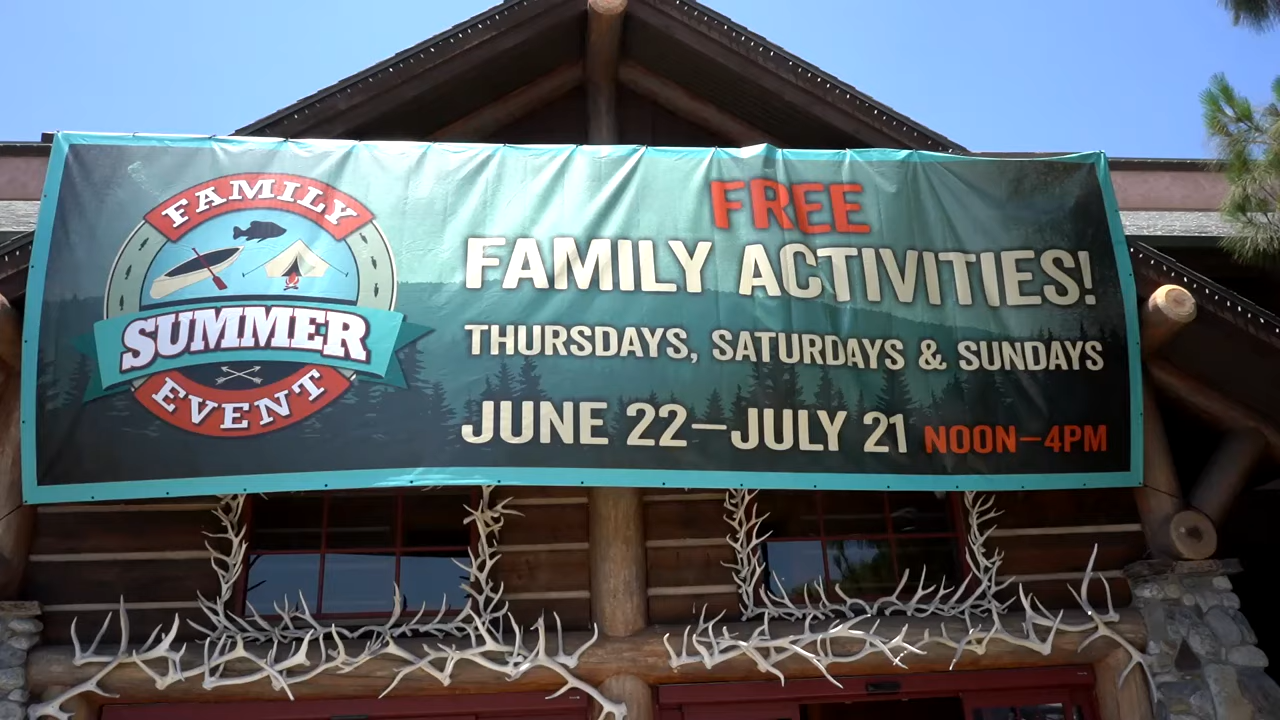 FAMILY
SUMMER
EVENT
FREE
FAMILY ACTIVITIES!
THURSDAYS, SATURDAYS & SUNDAYS
JUNE 22–JULY 21 NOON–4PM